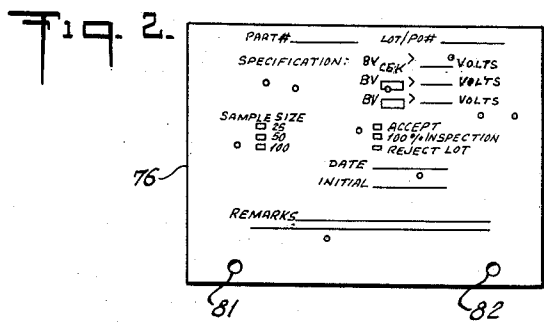 Fig. 2.
PART# LOT/PO#
SPECIFICATION: BVCEK > VOLTS
BV > VOLTS
BV > VOLTS
SAMPLE SIZE
25 ACCEPT
50 100% INSPECTION
100 REJECT LOT
DATE
INITIAL
76
REMARKS
81 82